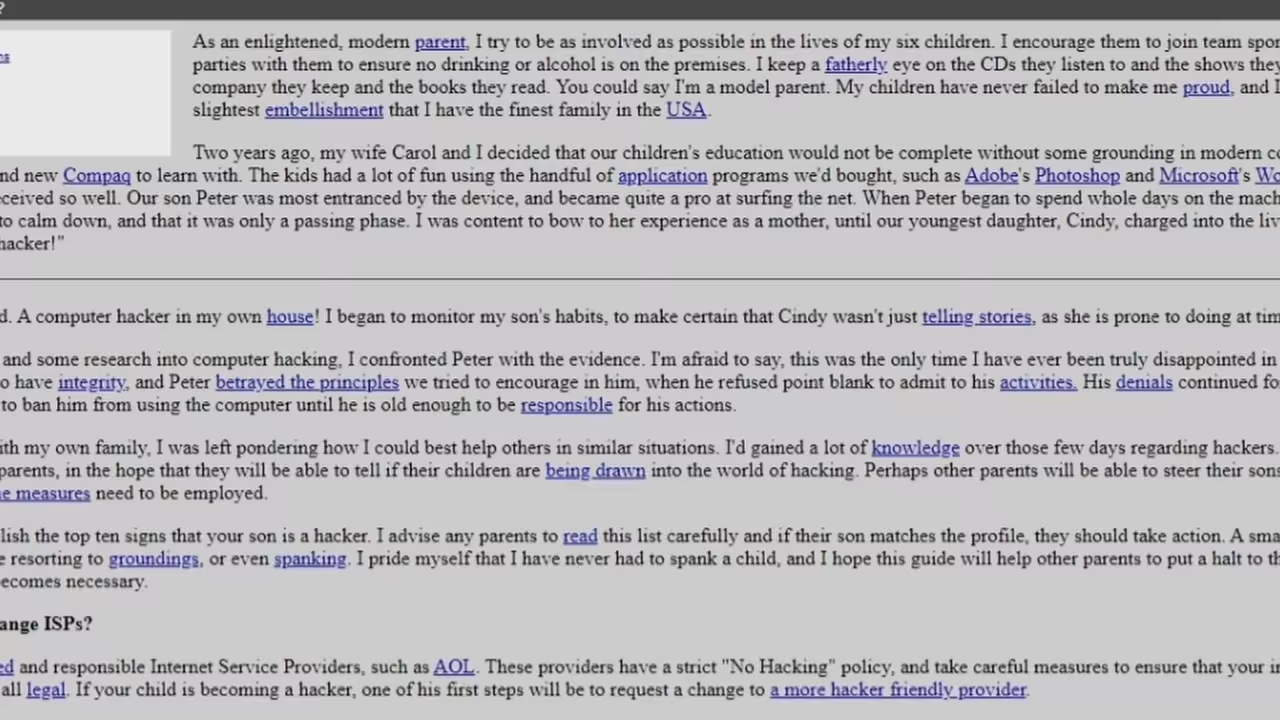 ?
As an enlightened, modern parent, I try to be as involved as possible in the lives of my six children. I encourage them to join team spor
parties with them to ensure no drinking or alcohol is on the premises. I keep a fatherly eye on the CDs they listen to and the shows they
company they keep and the books they read. You could say I'm a model parent. My children have never failed to make me proud, and I
slightest embellishment that I have the finest family in the USA.
Two years ago, my wife Carol and I decided that our children's education would not be complete without some grounding in modern co
nd new Compaq to learn with. The kids had a lot of fun using the handful of application programs we'd bought, such as Adobe's Photoshop and Microsoft's Wo
ceived so well. Our son Peter was most entranced by the device, and became quite a pro at surfing the net. When Peter began to spend whole days on the mach
to calm down, and that it was only a passing phase. I was content to bow to her experience as a mother, until our youngest daughter, Cindy, charged into the liv
hacker!"
d. A computer hacker in my own house! I began to monitor my son's habits, to make certain that Cindy wasn't just telling stories, as she is prone to doing at tim
and some research into computer hacking, I confronted Peter with the evidence. I'm afraid to say, this was the only time I have ever been truly disappointed in
o have integrity, and Peter betrayed the principles we tried to encourage in him, when he refused point blank to admit to his activities. His denials continued fo
to ban him from using the computer until he is old enough to be responsible for his actions.
ith my own family, I was left pondering how I could best help others in similar situations. I'd gained a lot of knowledge over those few days regarding hackers.
parents, in the hope that they will be able to tell if their children are being drawn into the world of hacking. Perhaps other parents will be able to steer their sons
e measures need to be employed.
lish the top ten signs that your son is a hacker. I advise any parents to read this list carefully and if their son matches the profile, they should take action. A sma
e resorting to groundings, or even spanking. I pride myself that I have never had to spank a child, and I hope this guide will help other parents to put a halt to th
ecomes necessary.
ange ISPs?
ed and responsible Internet Service Providers, such as AOL. These providers have a strict "No Hacking" policy, and take careful measures to ensure that your in
all legal. If your child is becoming a hacker, one of his first steps will be to request a change to a more hacker friendly provider.